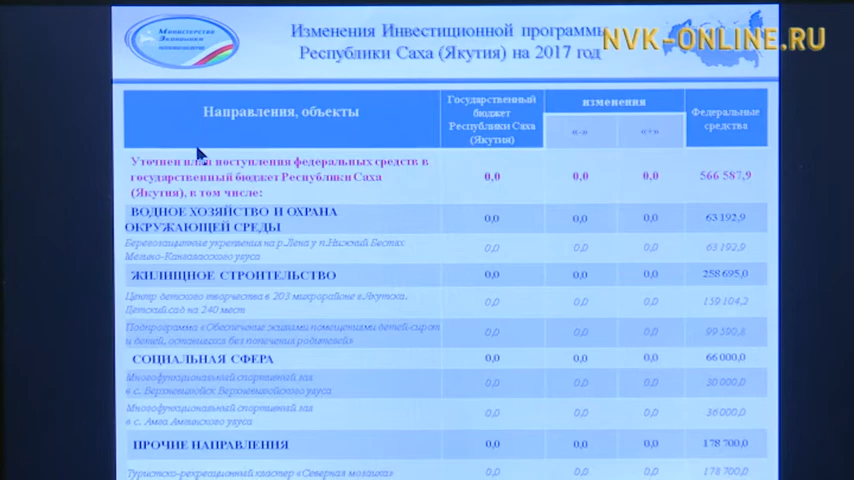 Министерство
Экономики
Изменения Инвестиционной программы
Республики Саха (Якутия) на 2017 год
NVK-ONLINE.RU
Направления, объекты
Государственный
бюджет
Республики Саха
(Якутия)
изменения
«-»
«+»
Федеральные
средства
Уточнен план поступления федеральных средств в
государственный бюджет Республики Саха
(Якутия), в том числе:
0,0 0,0 0,0 566 587,9
ВОДНОЕ ХОЗЯЙСТВО И ОХРАНА
ОКРУЖАЮЩЕЙ СРЕДЫ
0,0 0,0 0,0 63 192,9
Берегозащитные укрепления на р.Лена у п.Нижний Бестях
Мегино-Кангаласского улуса
0,0 0,0 0,0 63 192,9
ЖИЛИЩНОЕ СТРОИТЕЛЬСТВО 0,0 0,0 0,0 288 695,0
Центр детского творчества в 203 микрорайоне г.Якутска.
Детский сад на 240 мест
0,0 0,0 0,0 159 104,2
Подпрограмма «Обеспечение жилыми помещениями детей-сирот
и детей, оставшихся без попечения родителей»
0,0 0,0 0,0 99 590,8
СОЦИАЛЬНАЯ СФЕРА 0,0 0,0 0,0 66 000,0
Многофункциональный спортивный зал
в с. Верхневилюйск Верхневилюйского улуса
0,0 0,0 0,0 30 000,0
Многофункциональный спортивный зал
в с. Амга Амгинского улуса
0,0 0,0 0,0 36 000,0
ПРОЧИЕ НАПРАВЛЕНИЯ 0,0 0,0 0,0 178 700,0
Туристско-рекреационный кластер «Северная мозаика» 0,0 0,0 0,0 178 700,0